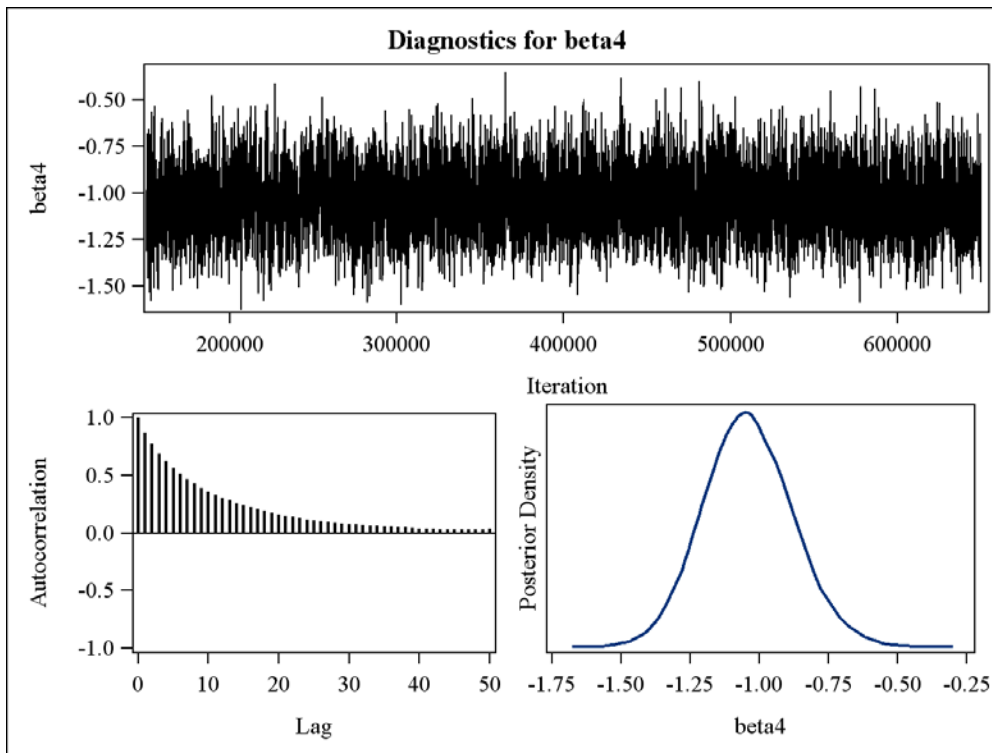 Diagnostics for beta4
beta4
-0.50
-0.75
-1.00
-1.25
-1.50
200000 300000 400000 500000 600000
Iteration
Autocorrelation
1.0
0.5
0.0
-0.5
-1.0
0 10 20 30 40 50
Lag
Posterior Density
-1.75 -1.50 -1.25 -1.00 -0.75 -0.50 -0.25
beta4